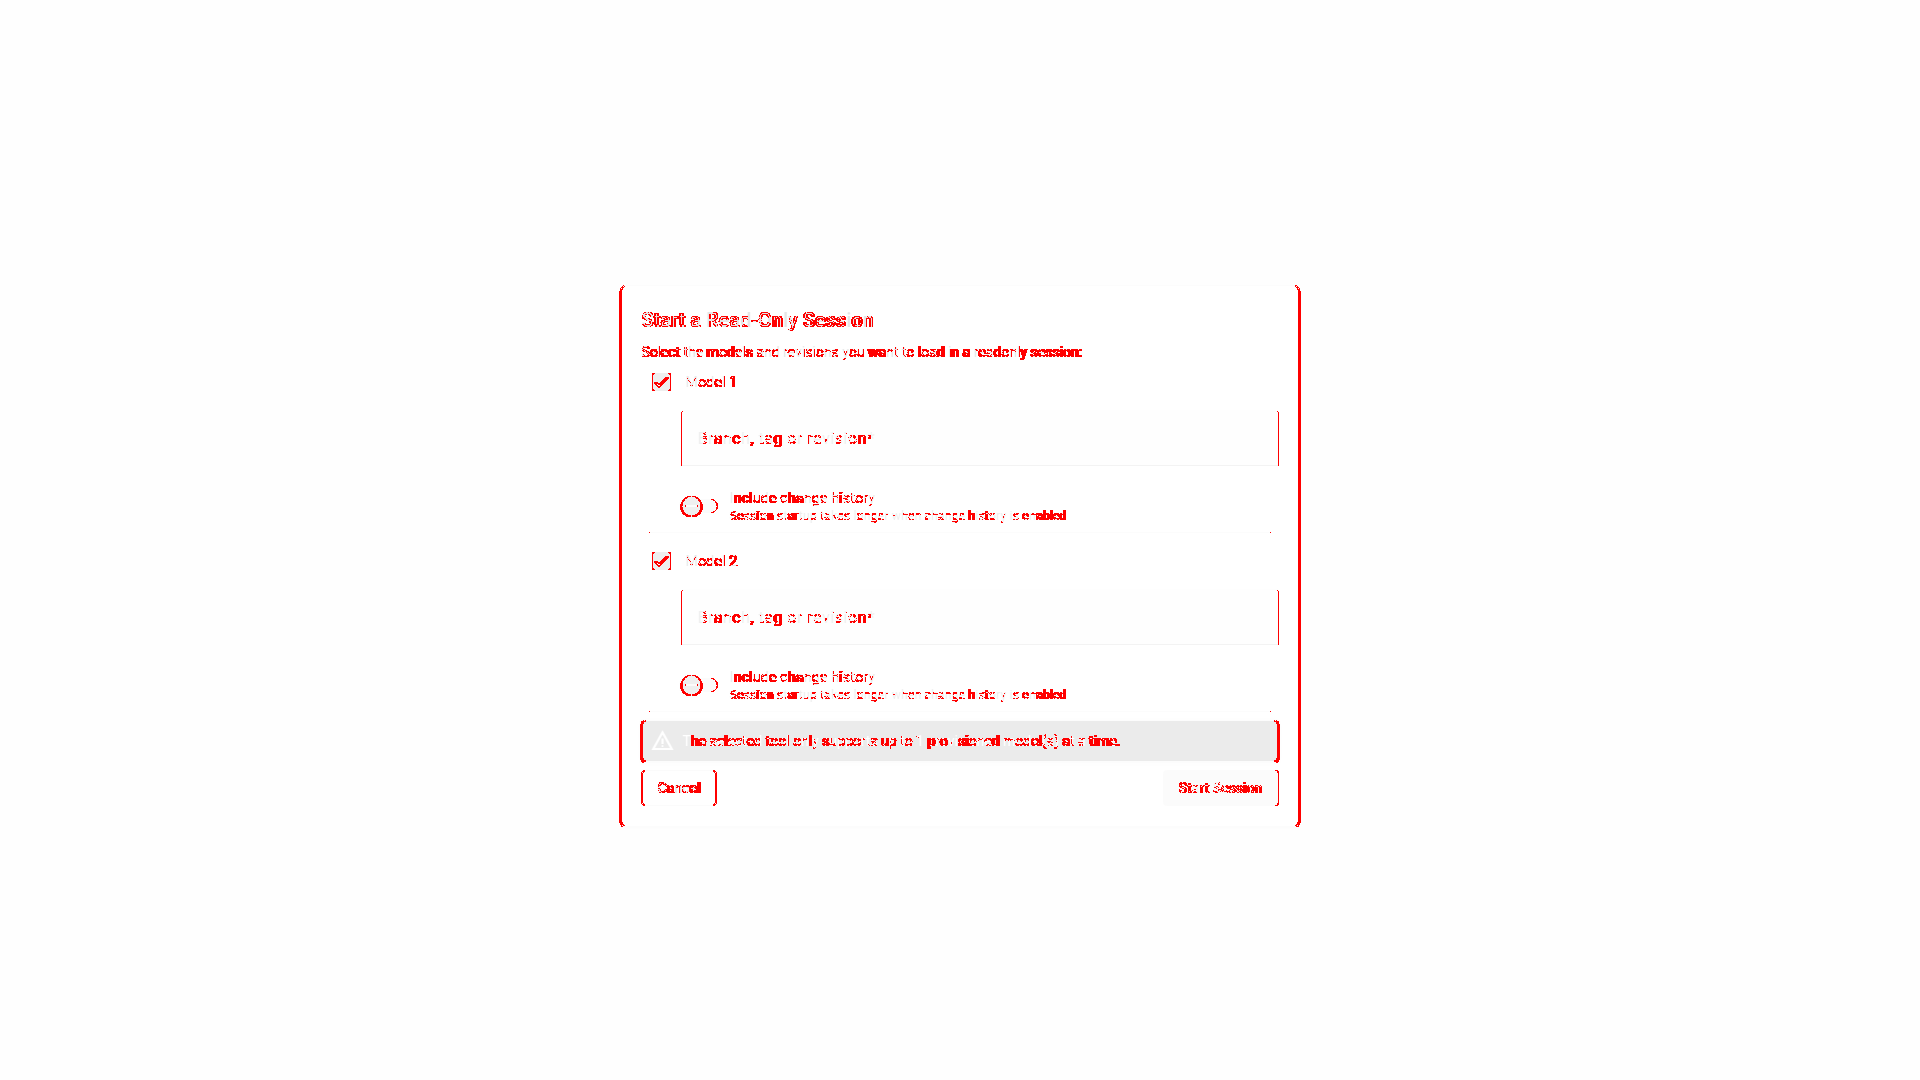 Start a Read-Only Session
Select the models and revisions you want to load in a readonly session:
Model 1
Branch, tag or revision*
Include change history
Session startup takes longer when change history is enabled
Model 2
Branch, tag or revision*
Include change history
Session startup takes longer when change history is enabled
The selected tool only supports up to 1 provisioned model(s) at a time.
Cancel
Start Session